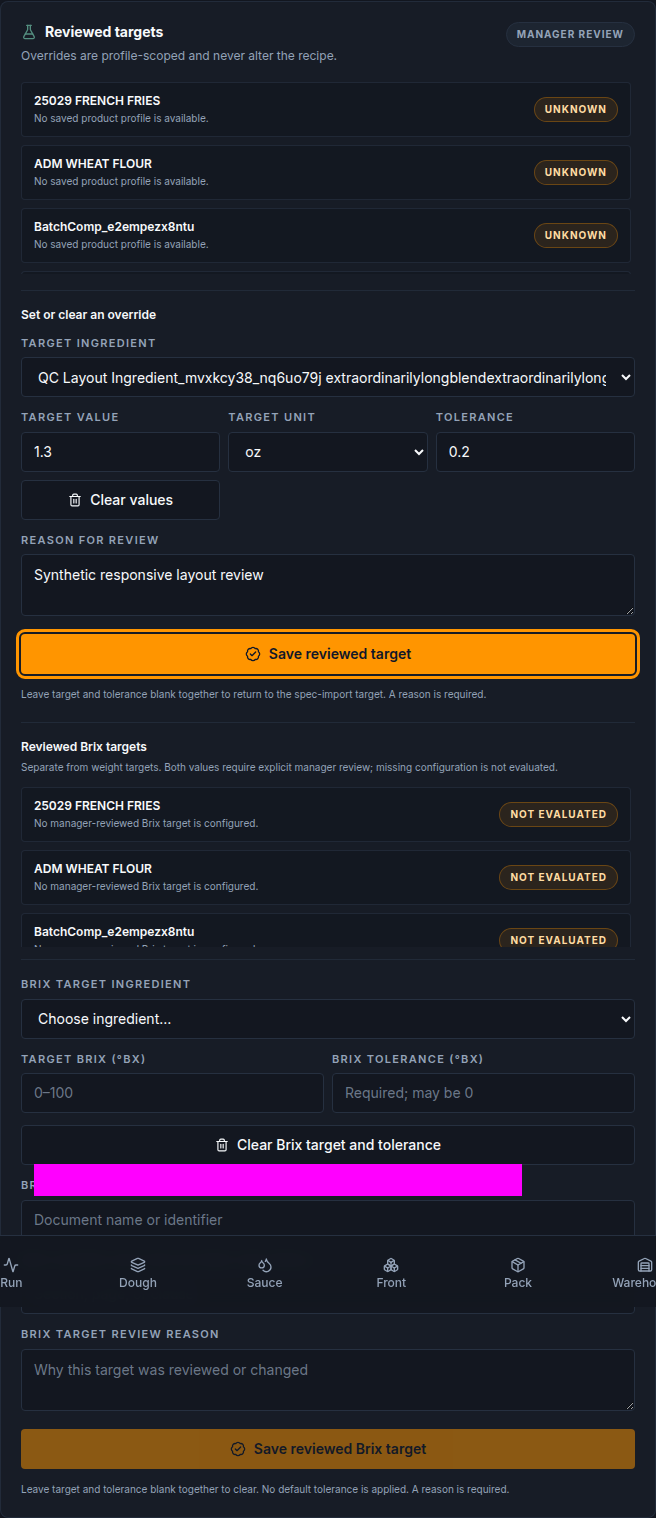 Reviewed targets
MANAGER REVIEW
Overrides are profile-scoped and never alter the recipe.
25029 FRENCH FRIES
No saved product profile is available.
UNKNOWN
ADM WHEAT FLOUR
No saved product profile is available.
UNKNOWN
BatchComp_e2empezx8ntu
No saved product profile is available.
UNKNOWN
Set or clear an override
TARGET INGREDIENT
QC Layout Ingredient_mvxkcy38_nq6uo79j extraordinarilylongblendextraordinarilylong
TARGET VALUE
TARGET UNIT
TOLERANCE
1.3
oz
0.2
Clear values
REASON FOR REVIEW
Synthetic responsive layout review
Save reviewed target
Leave target and tolerance blank together to return to the spec-import target. A reason is required.
Reviewed Brix targets
Separate from weight targets. Both values require explicit manager review; missing configuration is not evaluated.
25029 FRENCH FRIES
No manager-reviewed Brix target is configured.
NOT EVALUATED
ADM WHEAT FLOUR
No manager-reviewed Brix target is configured.
NOT EVALUATED
BatchComp_e2empezx8ntu
NOT EVALUATED
BRIX TARGET INGREDIENT
Choose ingredient...
TARGET BRIX (°BX)
BRIX TOLERANCE (°BX)
0–100
Required; may be 0
Clear Brix target and tolerance
Document name or identifier
Run
Dough
Sauce
Front
Pack
Wareho
BRIX TARGET REVIEW REASON
Why this target was reviewed or changed
Save reviewed Brix target
Leave target and tolerance blank together to clear. No default tolerance is applied. A reason is required.